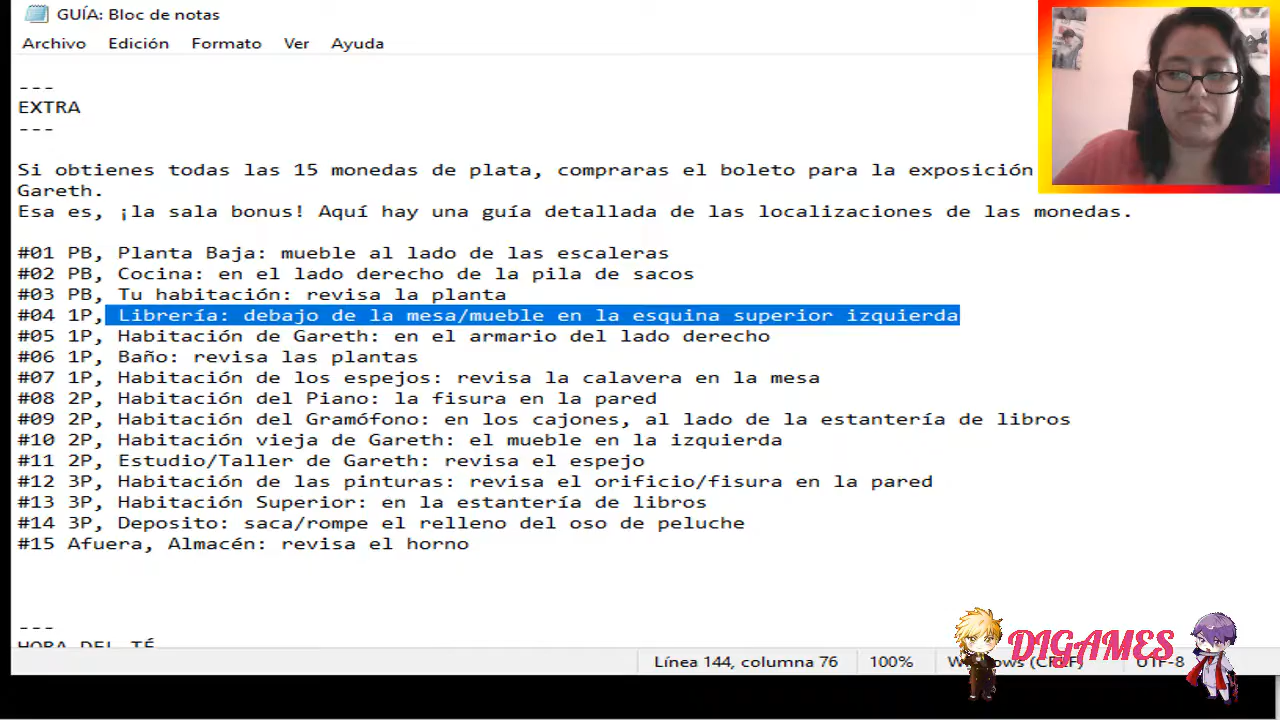 GUÍA: Bloc de notas
Archivo Edición Formato Ver Ayuda
---
EXTRA
---
Si obtienes todas las 15 monedas de plata, compraras el boleto para la exposición
Gareth.
Esa es, ¡la sala bonus! Aquí hay una guía detallada de las localizaciones de las monedas.
#01 PB, Planta Baja: mueble al lado de las escaleras
#02 PB, Cocina: en el lado derecho de la pila de sacos
#03 PB, Tu habitación: revisa la planta
#04 1P, Librería: debajo de la mesa/mueble en la esquina superior izquierda
#05 1P, Habitación de Gareth: en el armario del lado derecho
#06 1P, Baño: revisa las plantas
#07 1P, Habitación de los espejos: revisa la calavera en la mesa
#08 2P, Habitación del Piano: la fisura en la pared
#09 2P, Habitación del Gramófono: en los cajones, al lado de la estantería de libros
#10 2P, Habitación vieja de Gareth: el mueble en la izquierda
#11 2P, Estudio/Taller de Gareth: revisa el espejo
#12 3P, Habitación de las pinturas: revisa el orificio/fisura en la pared
#13 3P, Habitación Superior: en la estantería de libros
#14 3P, Deposito: saca/rompe el relleno del oso de peluche
#15 Afuera, Almacén: revisa el horno
---
HORA DEL TÉ
DIGAMES
Línea 144, columna 76 100% (CRLF) UTF-8